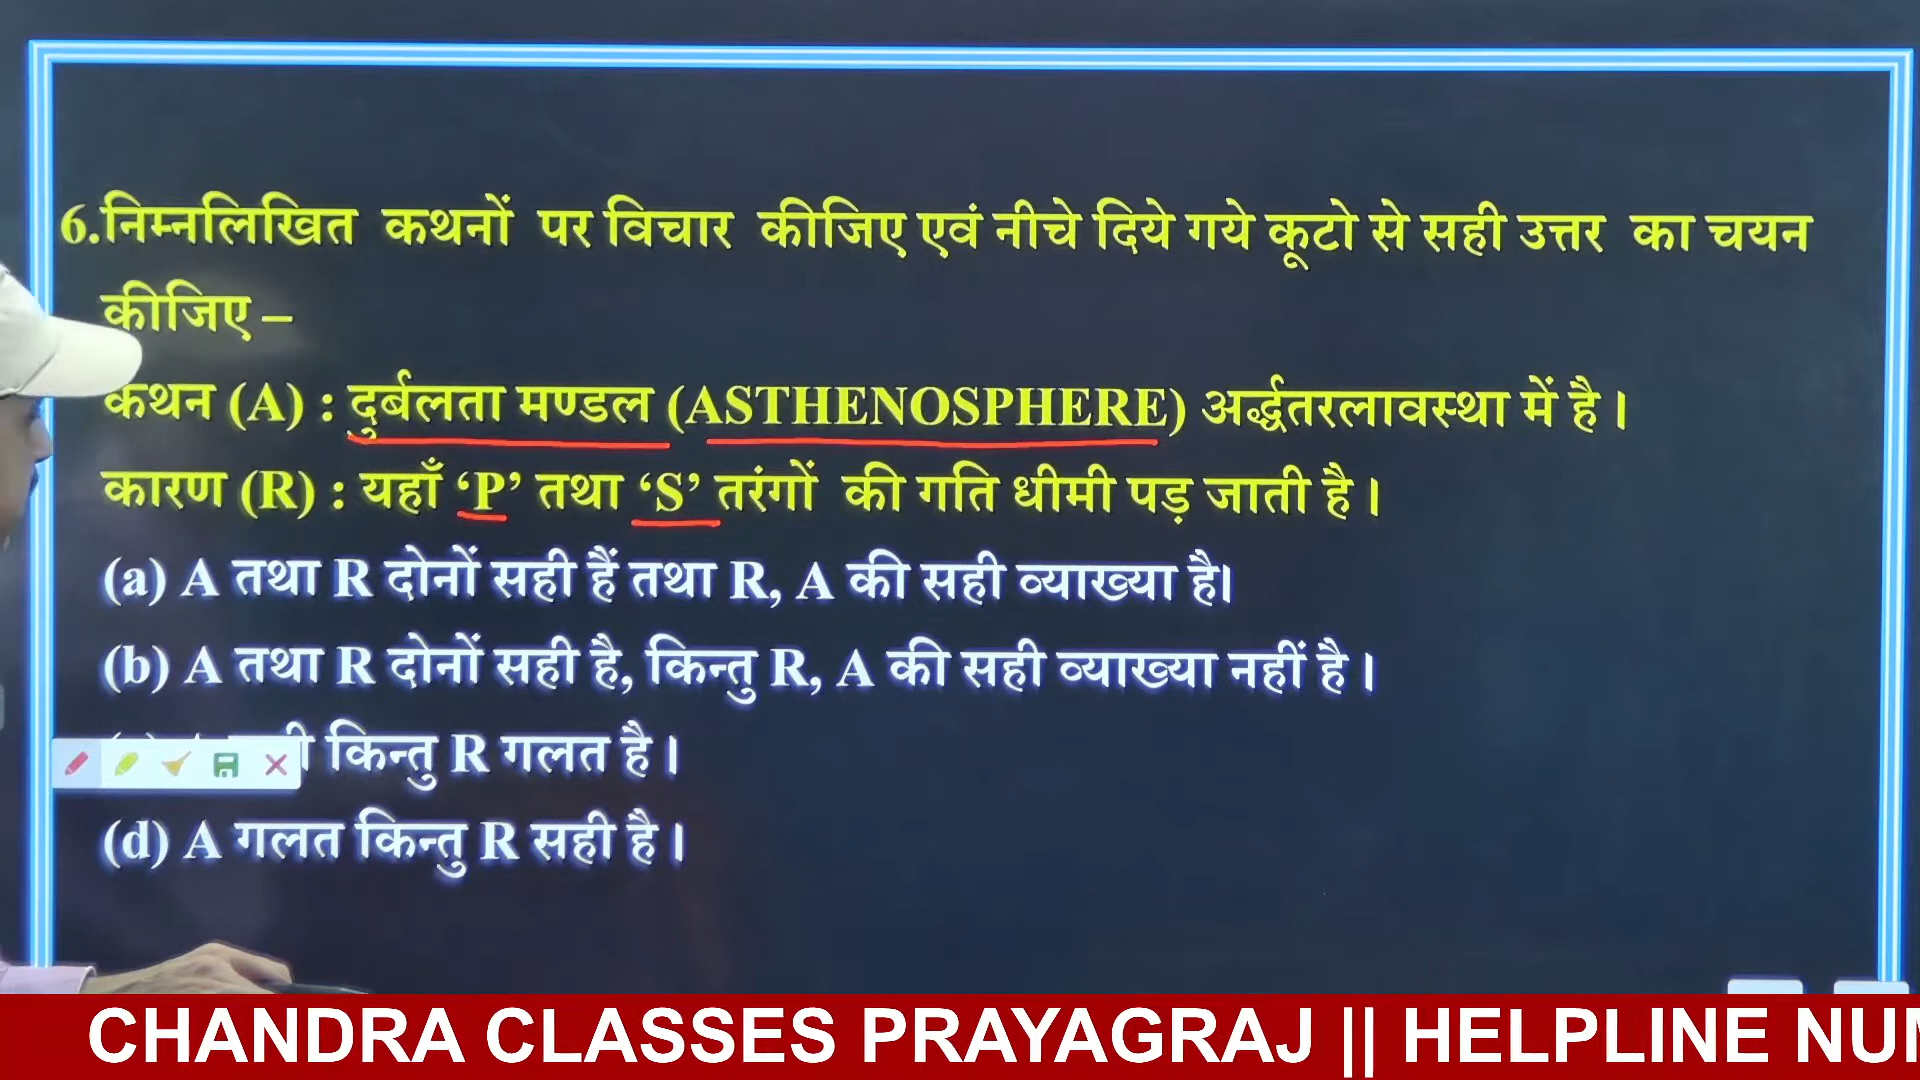 6.निम्नलिखित कथनों पर विचार कीजिए एवं नीचे दिये गये कूटो से सही उत्तर का चयन
कीजिए –
कथन (A) : दुर्बलता मण्डल (ASTHENOSPHERE) अर्द्धतरलावस्था में है।
कारण (R) : यहाँ ‘P’ तथा ‘S’ तरंगों की गति धीमी पड़ जाती है।
(a) A तथा R दोनों सही हैं तथा R, A की सही व्याख्या है।
(b) A तथा R दोनों सही है, किन्तु R, A की सही व्याख्या नहीं है।
किन्तु R गलत है।
(d) A गलत किन्तु R सही है।
CHANDRA CLASSES PRAYAGRAJ || HELPLINE